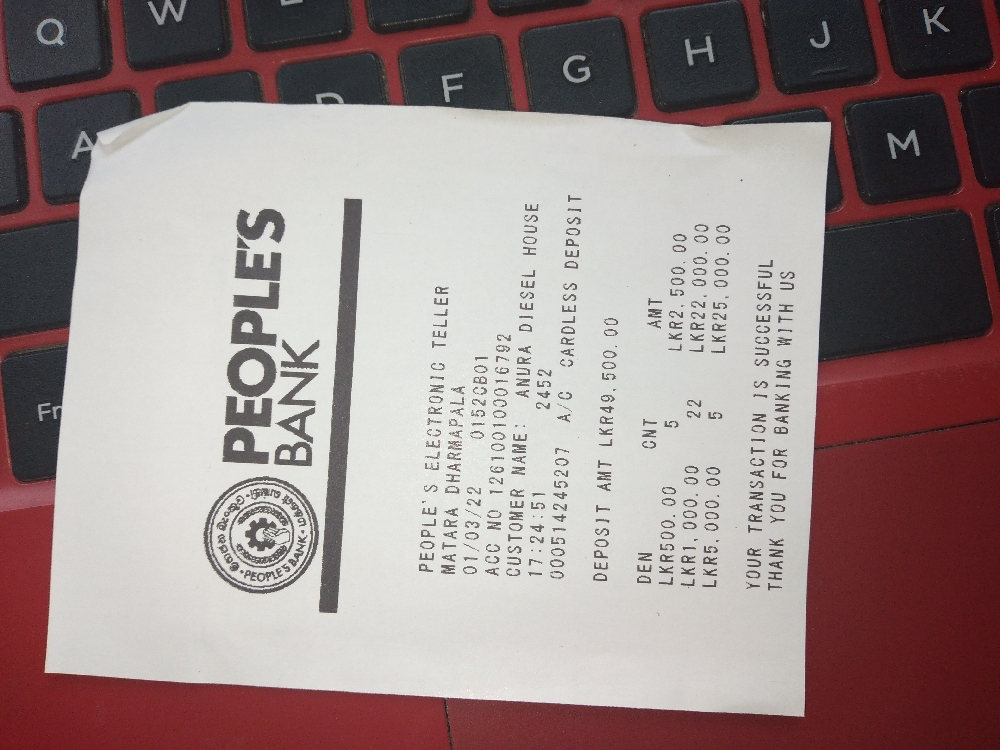 PEOPLE'S
BANK
PEOPLE'S BANK
PEOPLE'S ELECTRONIC TELLER
MATARA DHARMAPALA
01/03/22 0152CB01
ACC NO 126100100016792
CUSTOMER NAME: ANURA DIESEL HOUSE
17:24:51 2452
000514245207 A/C CARDLESS DEPOSIT
DEPOSIT AMT LKR49,500.00
DEN CNT AMT
LKR500.00 5 LKR2,500.00
LKR1,000.00 22 LKR22,000.00
LKR5,000.00 5 LKR25,000.00
YOUR TRANSACTION IS SUCCESSFUL
THANK YOU FOR BANKING WITH US
Q W
A D F G H J K
M